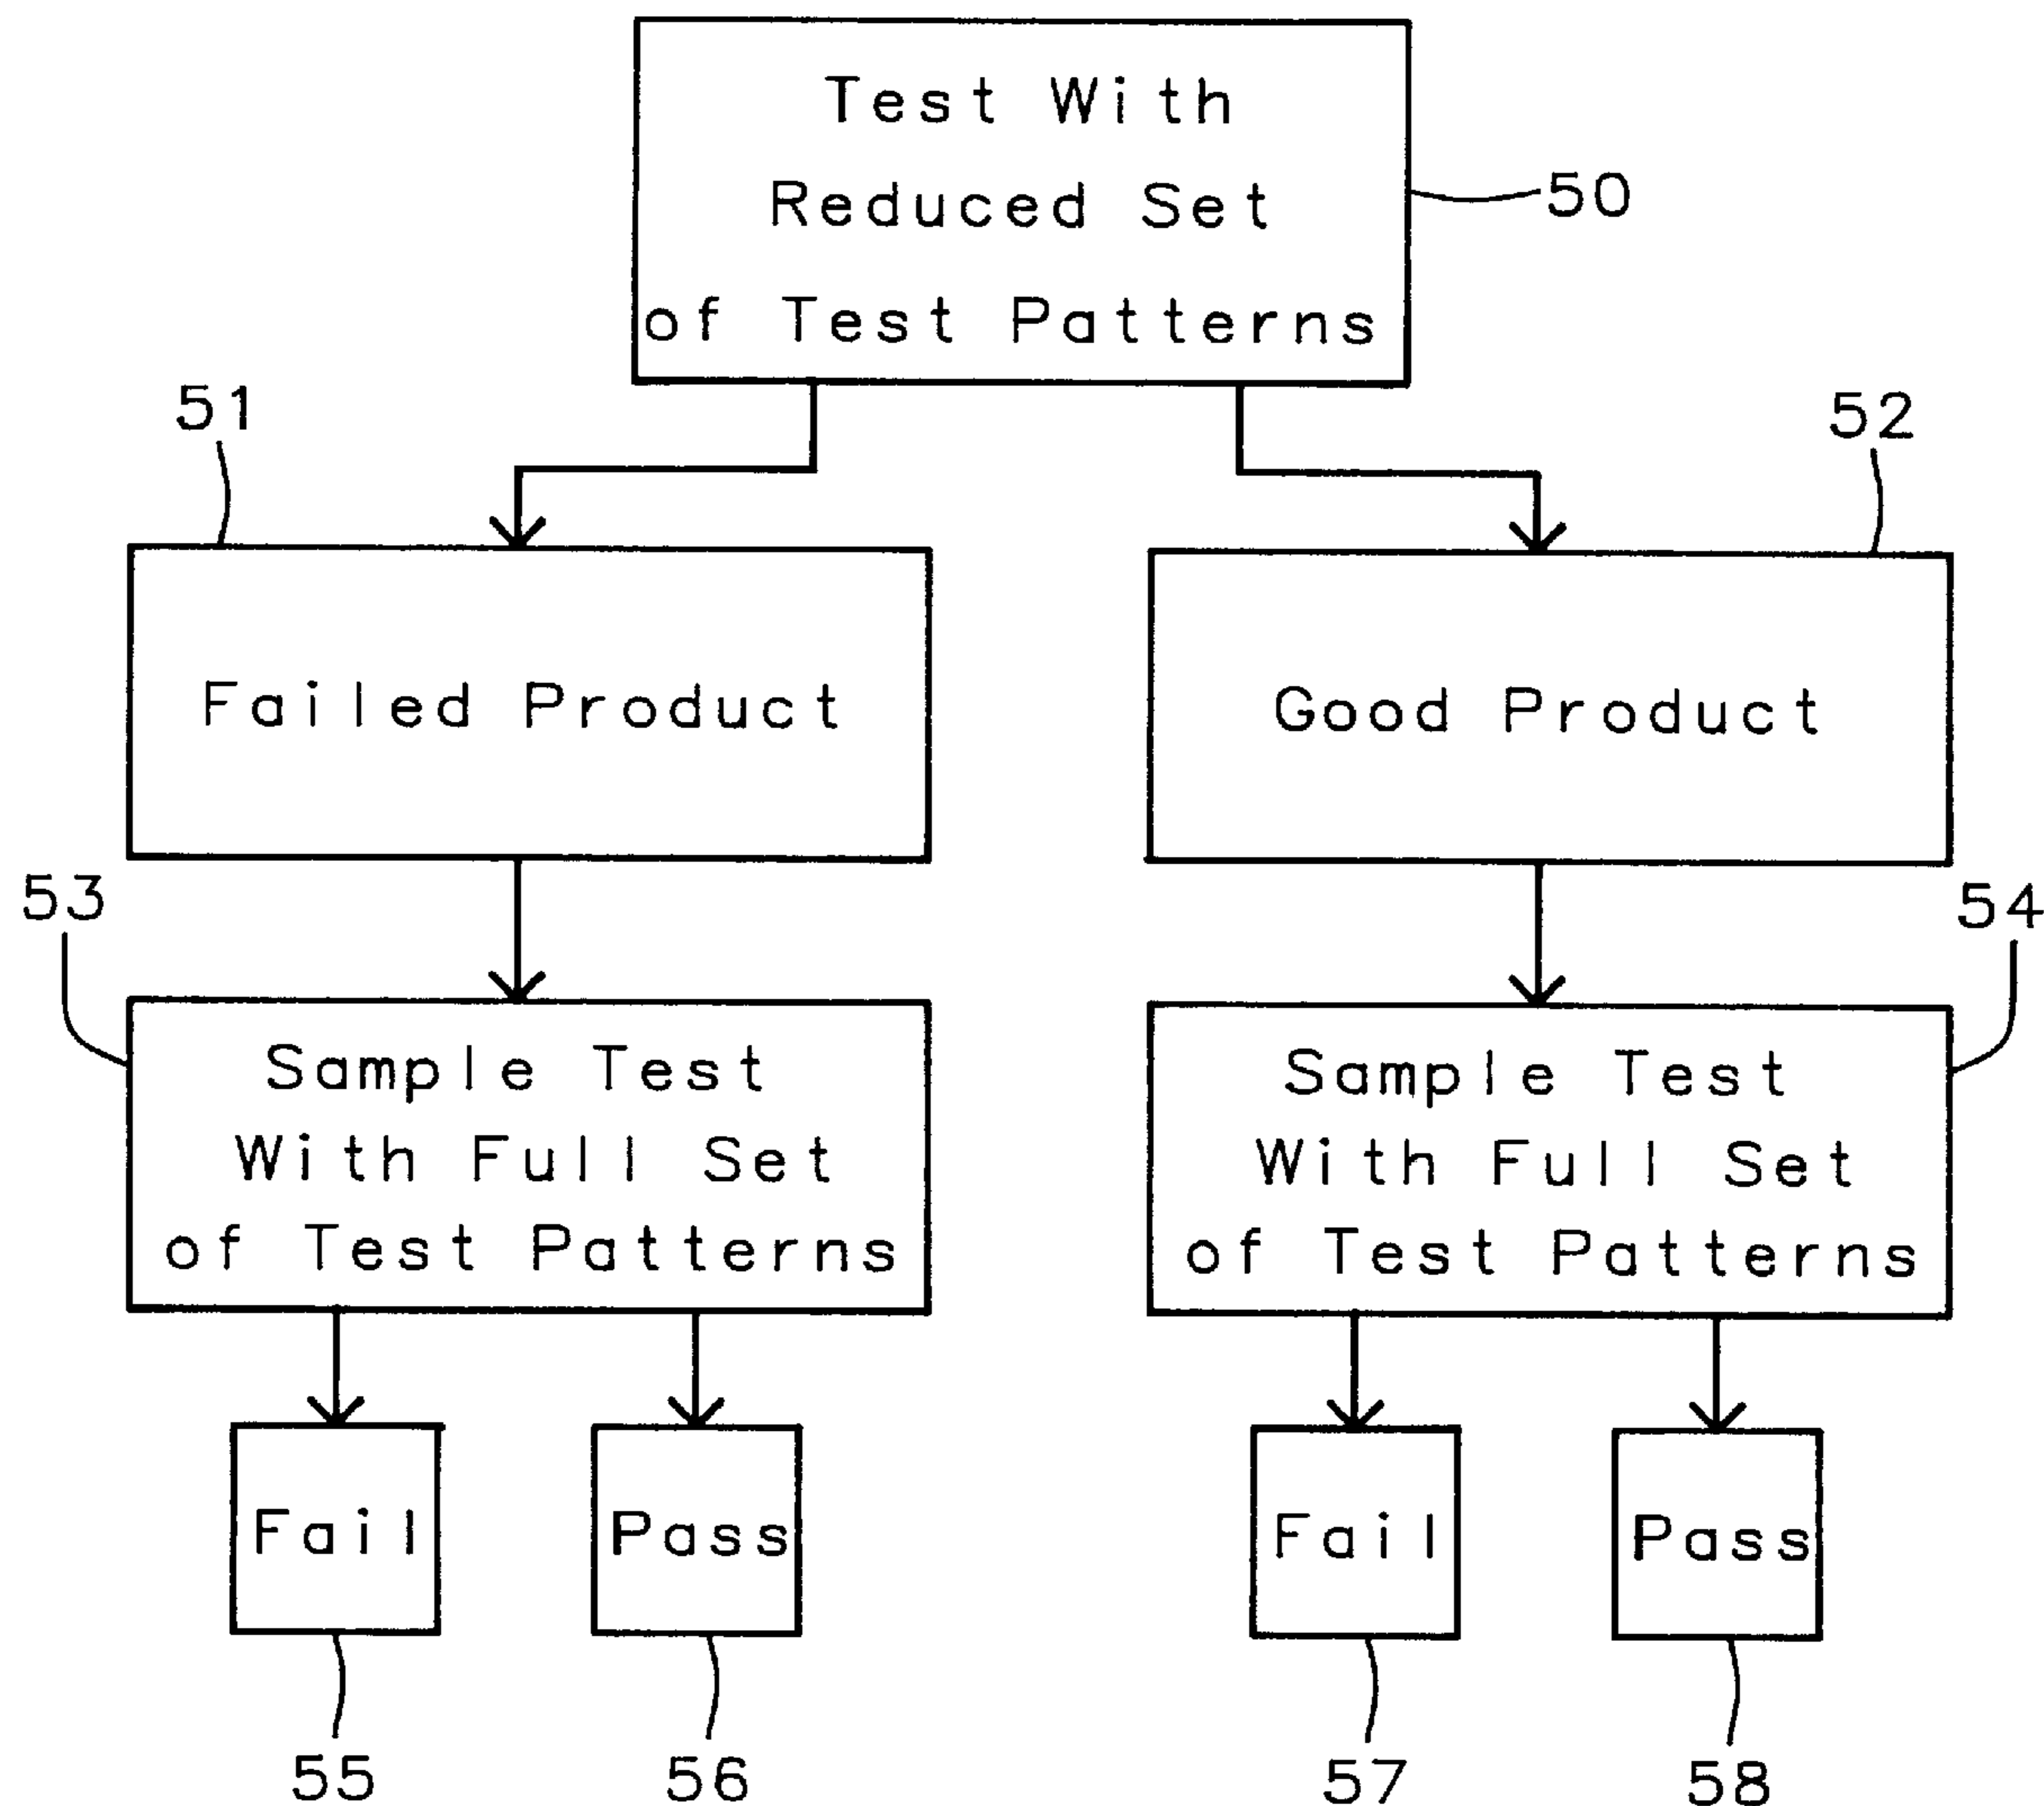 Test With
Reduced Set
of Test Patterns
50
51
52
Failed Product
Good Product
53
54
Sample Test
With Full Set
of Test Patterns
Sample Test
With Full Set
of Test Patterns
Fail
Pass
Fail
Pass
55
56
57
58